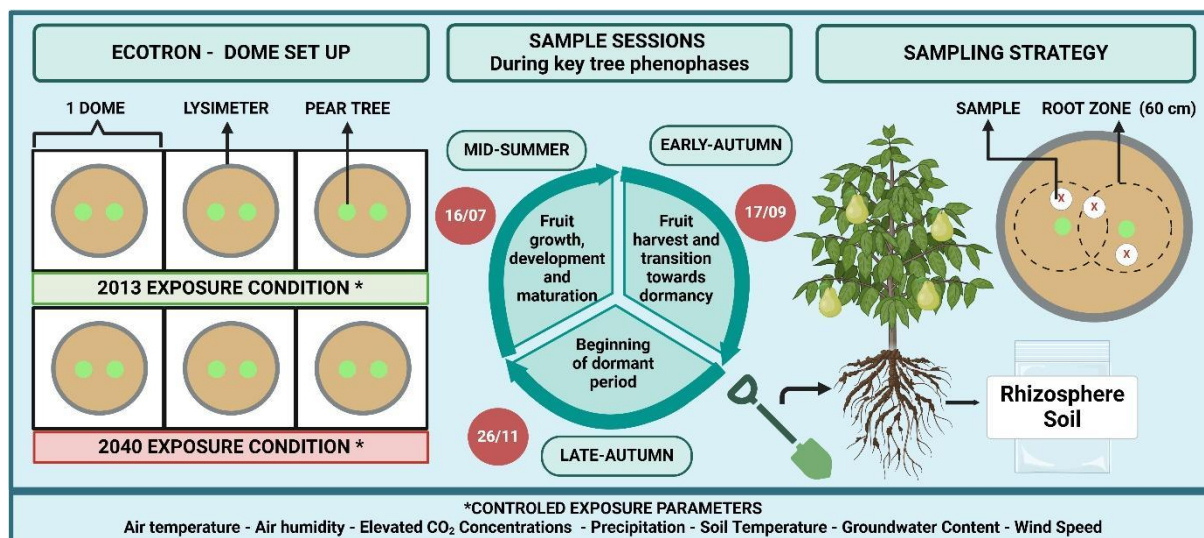 ECOTRON - DOME SET UP
1 DOME
LYSIMETER
PEAR TREE
2013 EXPOSURE CONDITION *
2040 EXPOSURE CONDITION *
SAMPLE SESSIONS
During key tree phenophases
MID-SUMMER
EARLY-AUTUMN
16/07
17/09
Fruit
growth,
development
and
maturation
Fruit
harvest and
transition
towards
dormancy
Beginning
of dormant
period
26/11
LATE-AUTUMN
SAMPLING STRATEGY
SAMPLE
ROOT ZONE (60 cm)
X
X
X
Rhizosphere
Soil
*CONTROLED EXPOSURE PARAMETERS
Air temperature - Air humidity - Elevated CO₂ Concentrations - Precipitation - Soil Temperature - Groundwater Content - Wind Speed